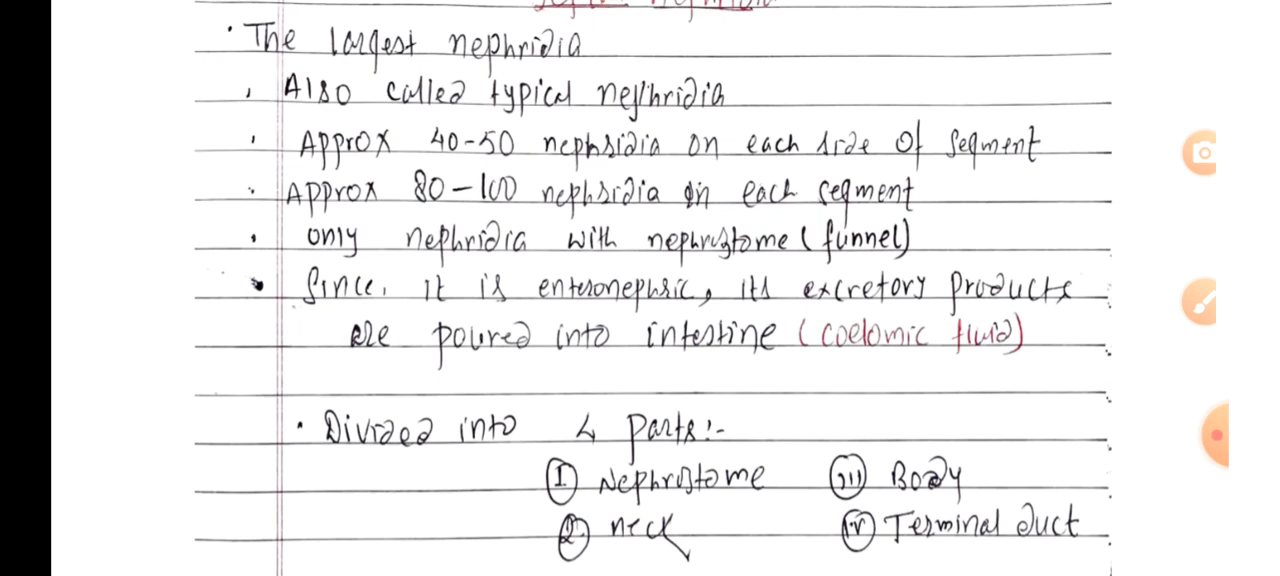 • The largest nephridia
• Also called typical nephridia
• Approx 40-50 nephridia on each side of segment
• Approx 80-100 nephridia in each segment
• only nephridia with nephrostome (funnel)
• Since, it is enteronephric, its excretory products
are poured into intestine (coelomic fluid)
• Divided into 4 parts:-
(I) Nephrostome (iii) Body
(2) neck (iv) Terminal duct